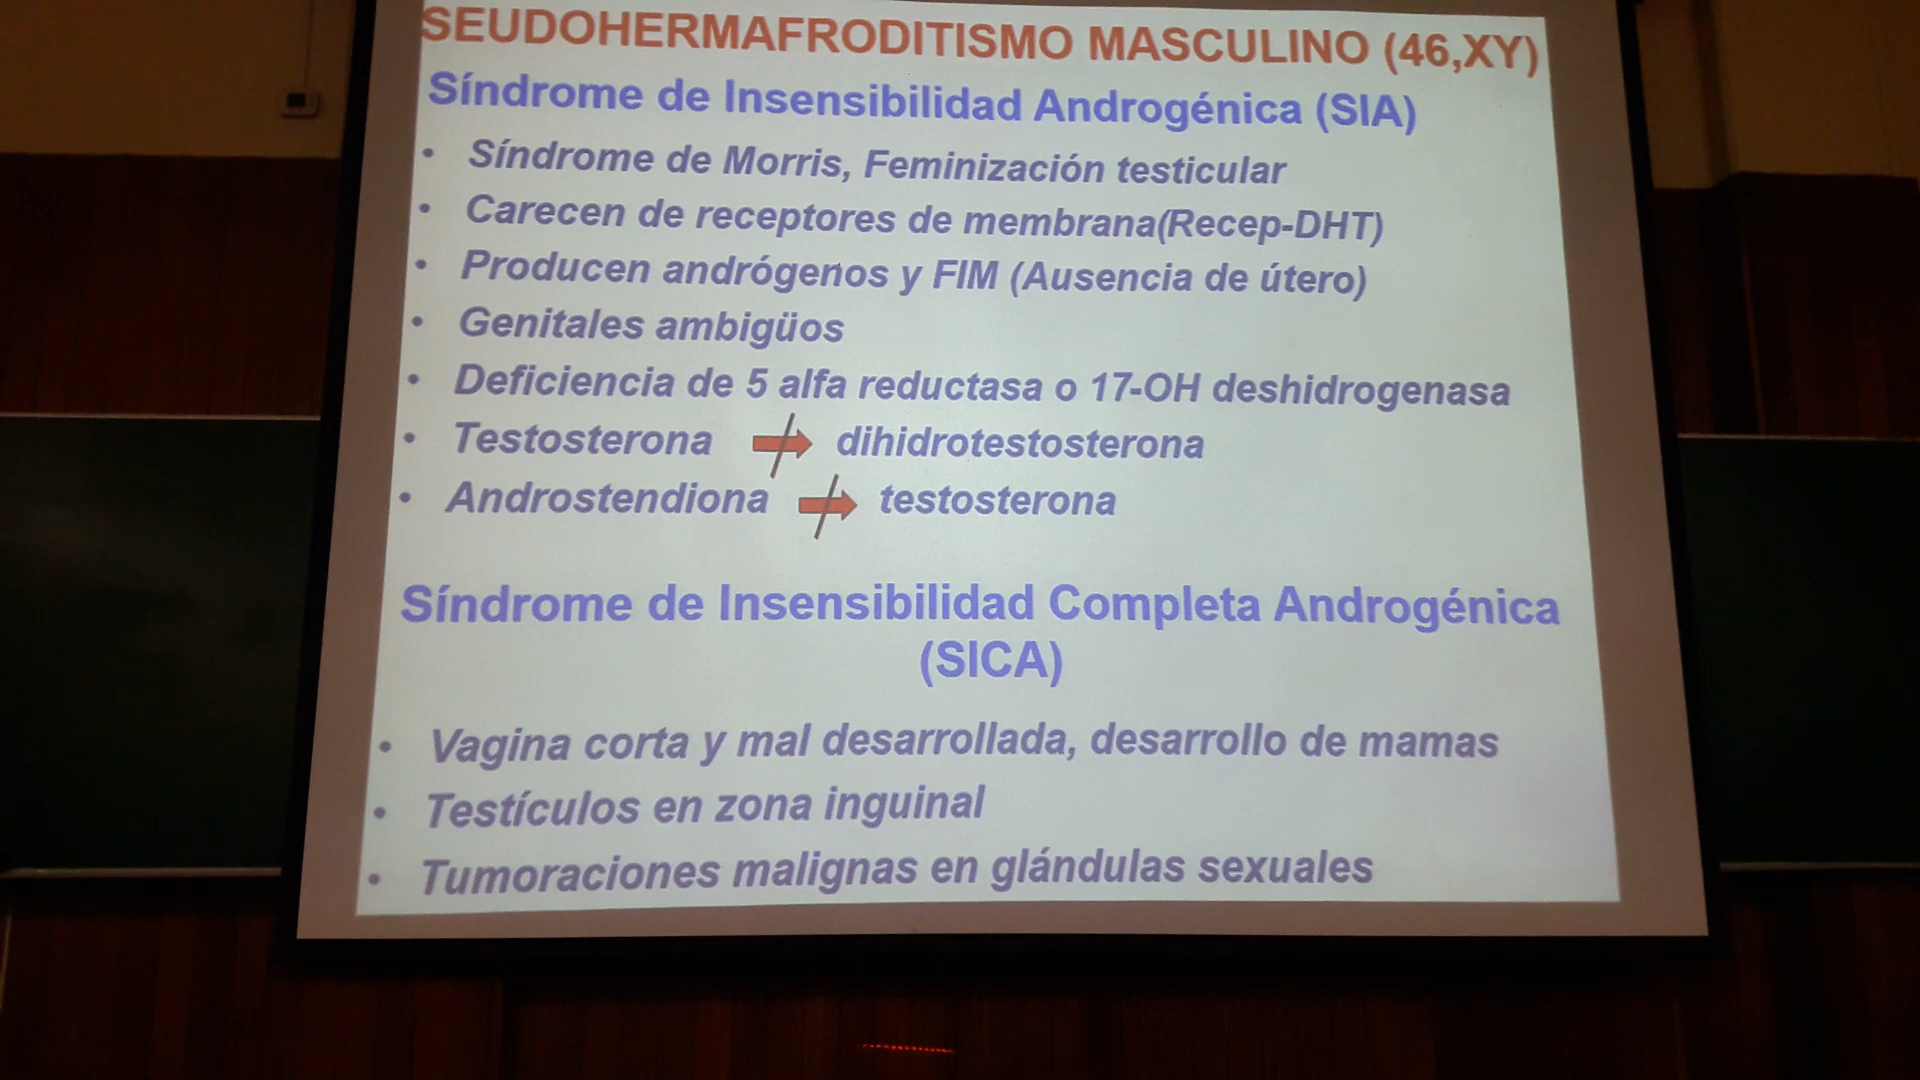 SEUDOHERMAFRODITISMO MASCULINO (46,XY)
Síndrome de Insensibilidad Androgénica (SIA)
• Síndrome de Morris, Feminización testicular
• Carecen de receptores de membrana(Recep-DHT)
• Producen andrógenos y FIM (Ausencia de útero)
• Genitales ambigüos
• Deficiencia de 5 alfa reductasa o 17-OH deshidrogenasa
• Testosterona dihidrotestosterona
• Androstendiona testosterona
Síndrome de Insensibilidad Completa Androgénica
(SICA)
• Vagina corta y mal desarrollada, desarrollo de mamas
• Testículos en zona inguinal
• Tumoraciones malignas en glándulas sexuales